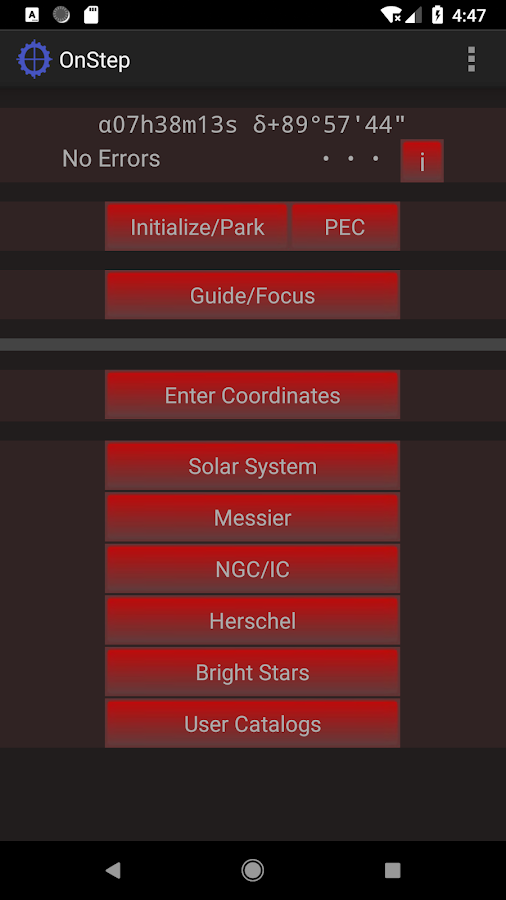 A 4:47
OnStep
α07h38m13s δ+89°57'44"
No Errors . . . i
Initialize/Park PEC
Guide/Focus
Enter Coordinates
Solar System
Messier
NGC/IC
Herschel
Bright Stars
User Catalogs